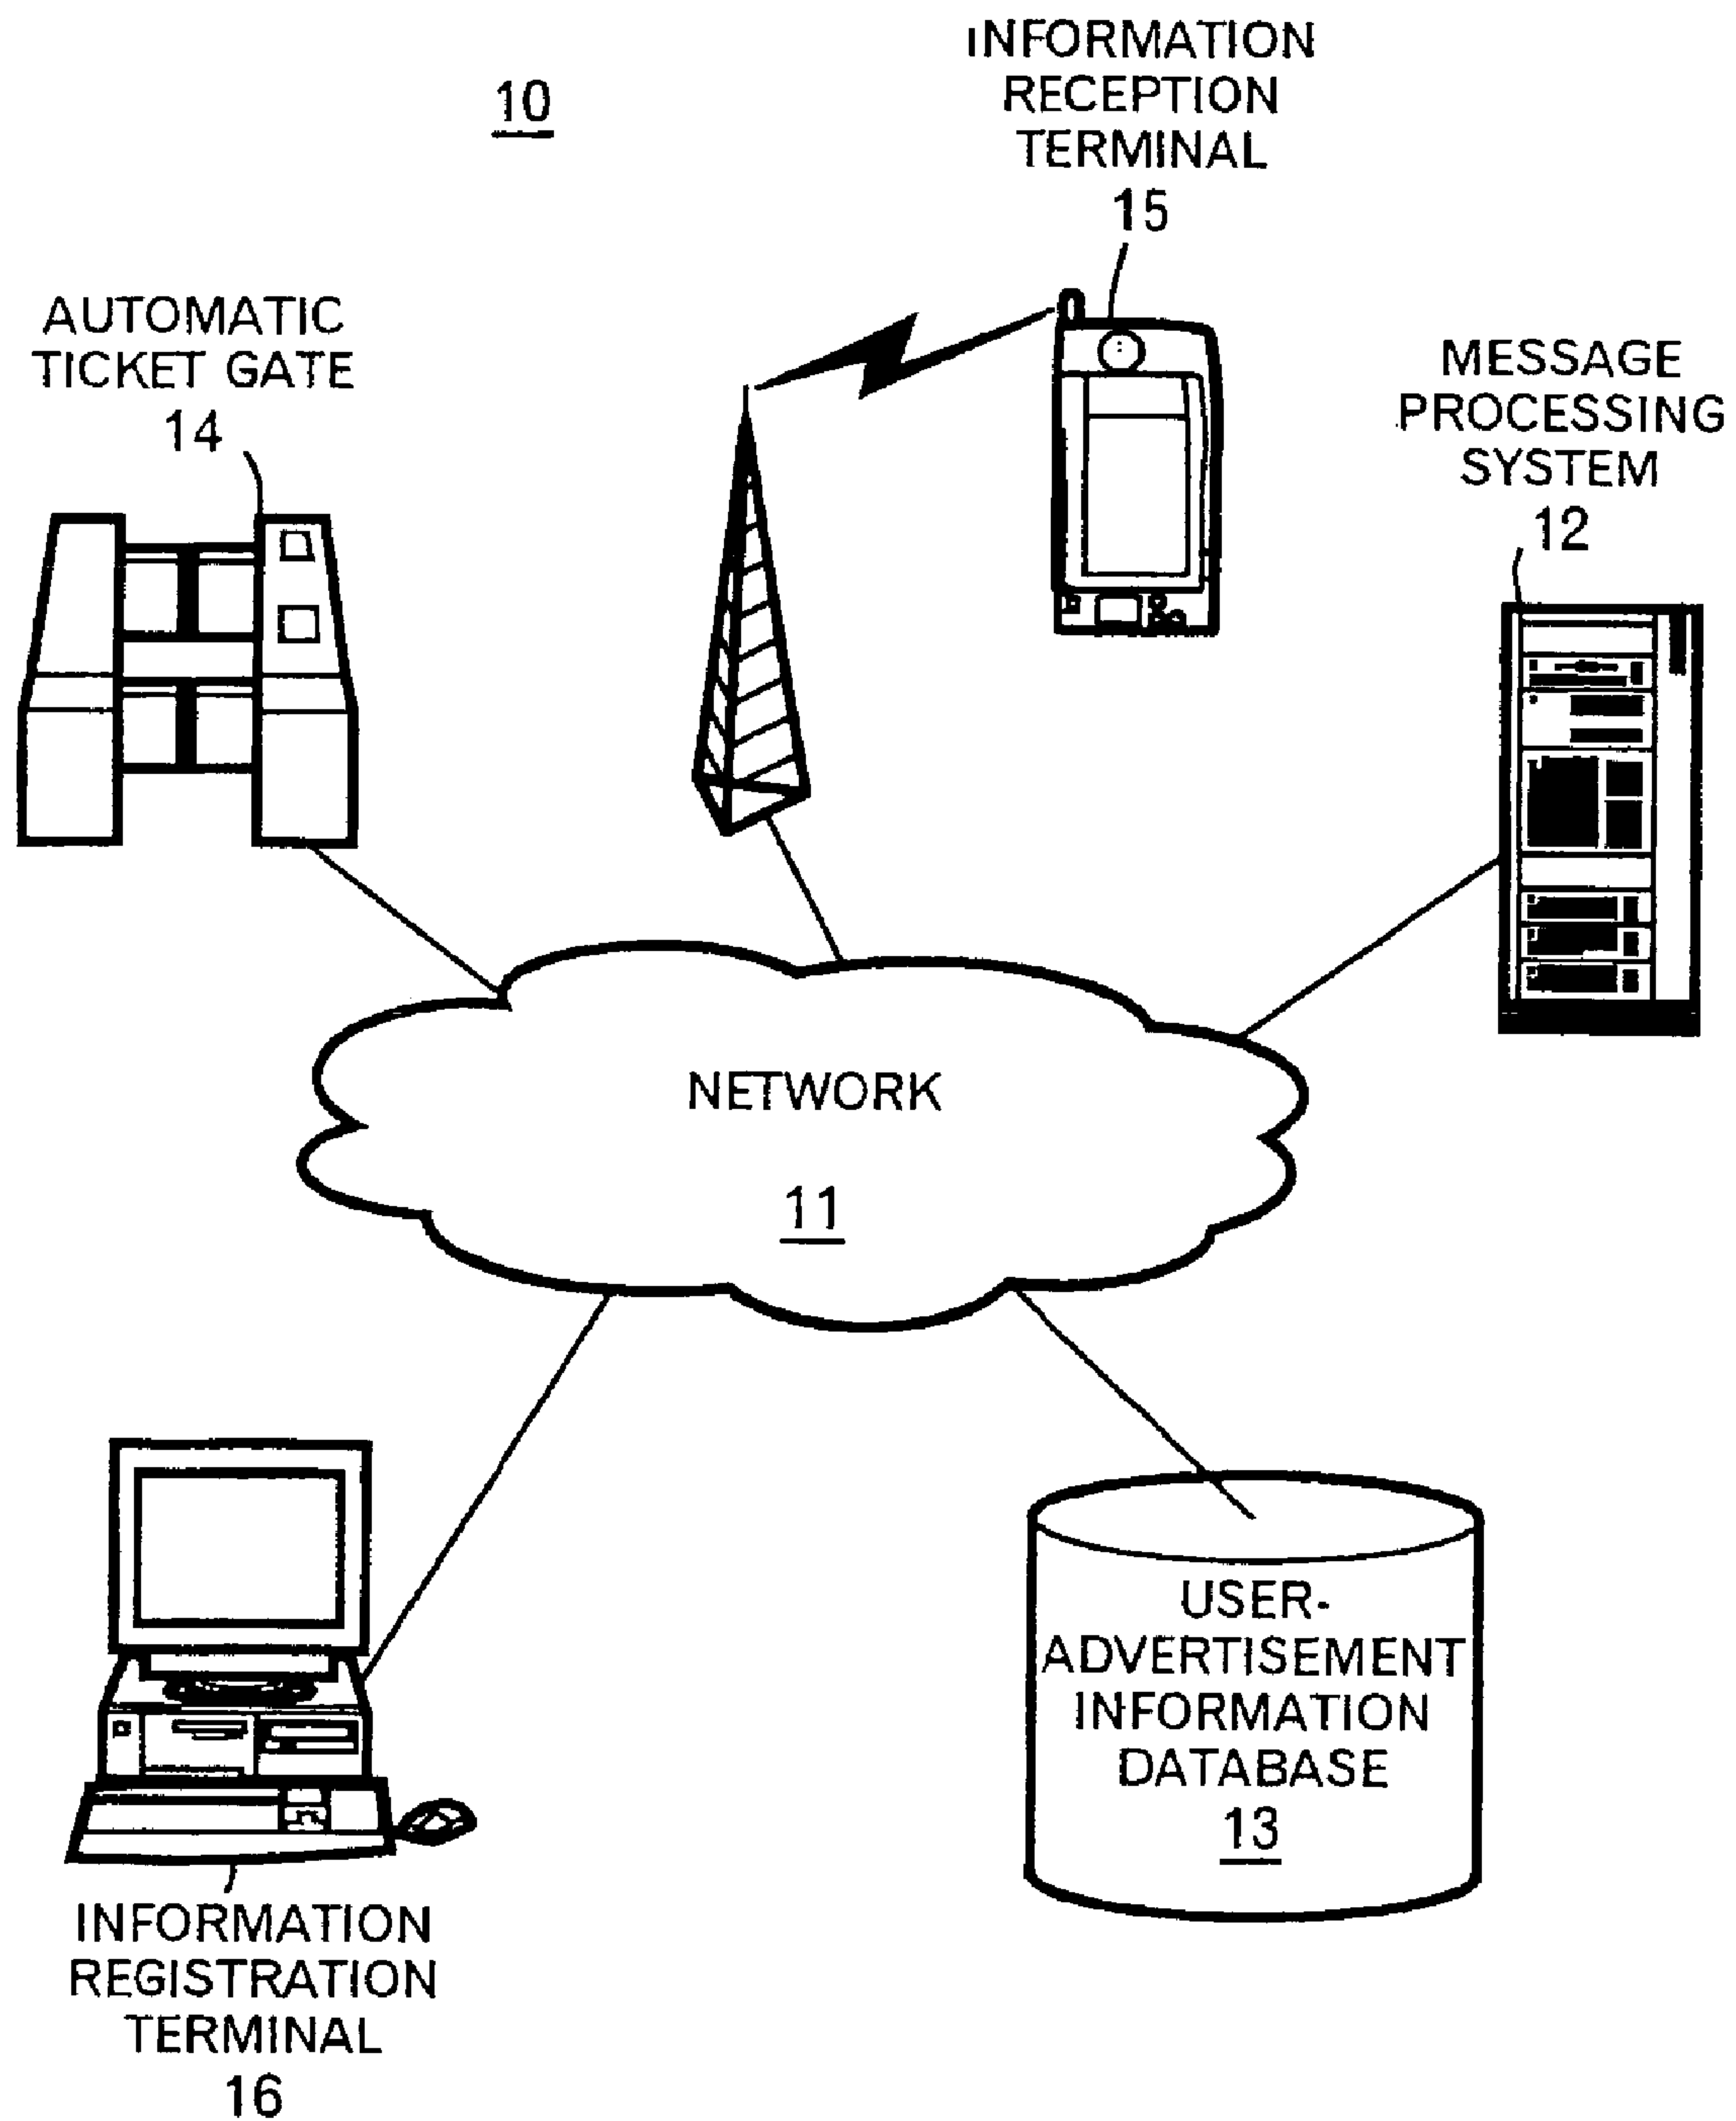 10
INFORMATION
RECEPTION
TERMINAL
15
AUTOMATIC
TICKET GATE
14
MESSAGE
PROCESSING
SYSTEM
12
NETWORK
11
USER-
ADVERTISEMENT
INFORMATION
DATABASE
13
INFORMATION
REGISTRATION
TERMINAL
16